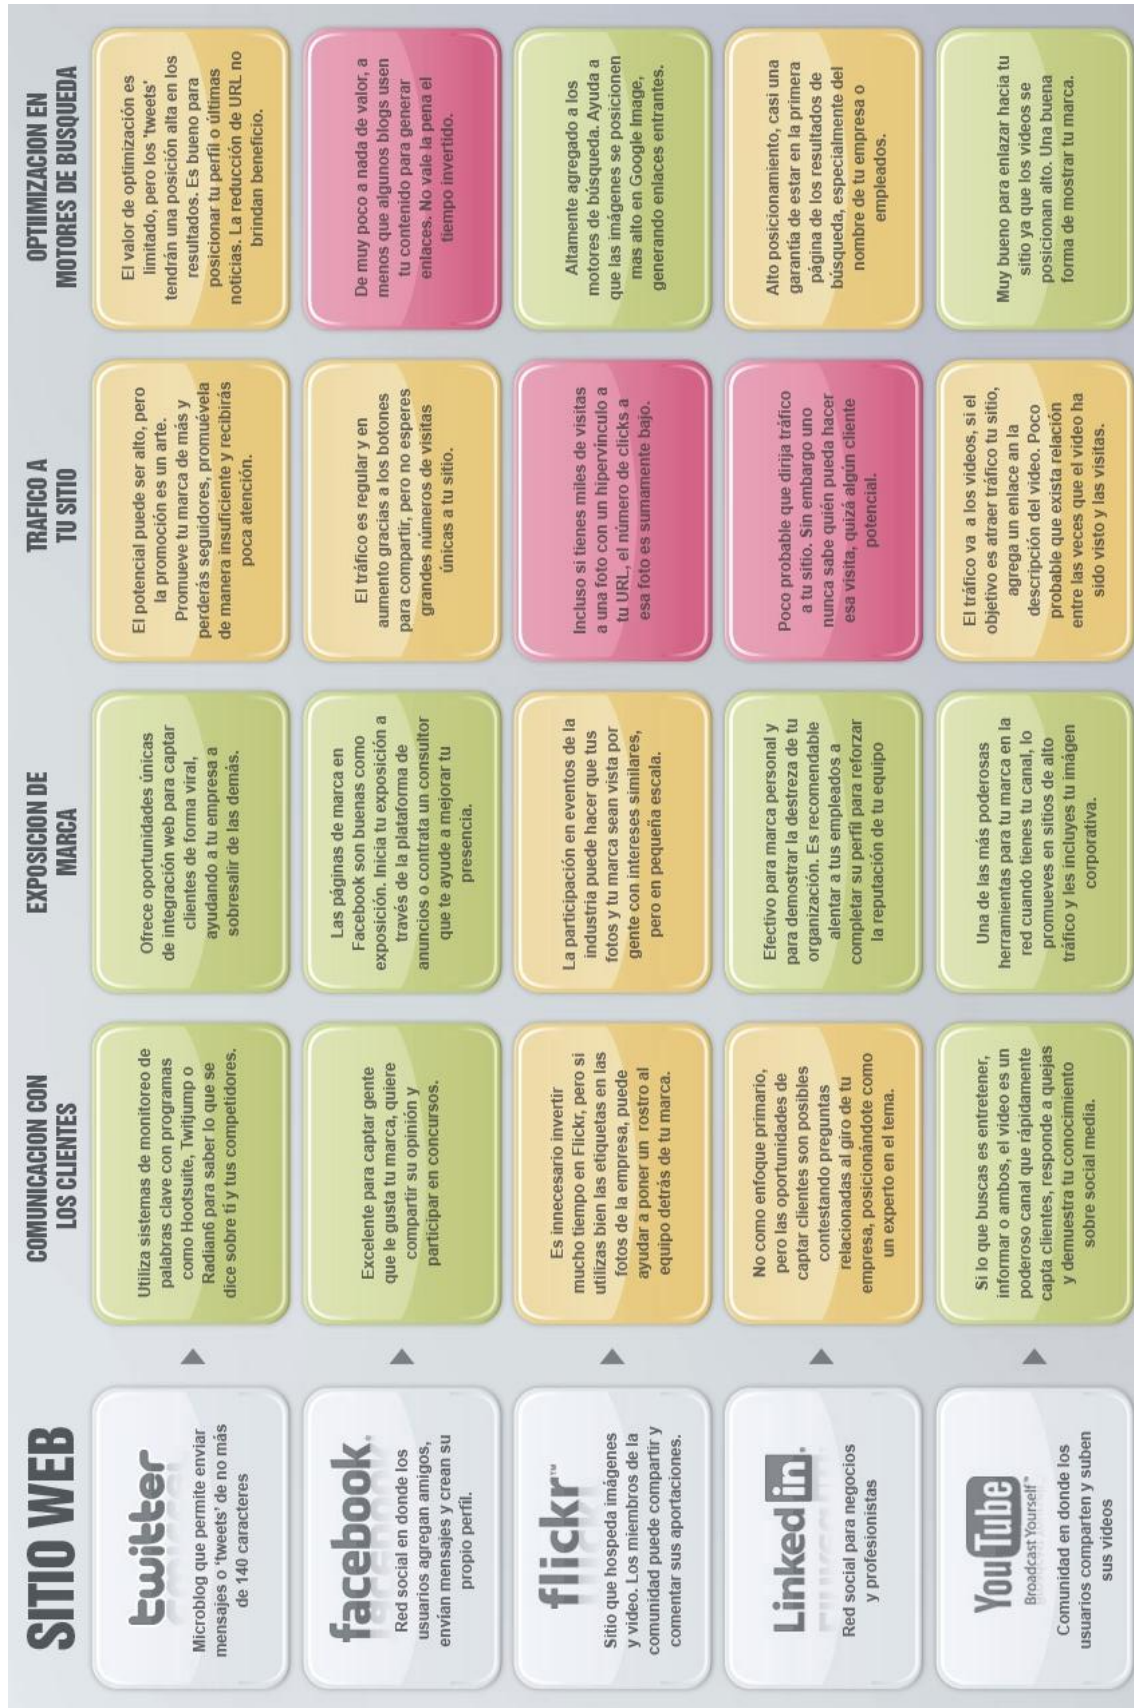 SITIO WEB
COMUNICACION CON
LOS CLIENTES
EXPOSICION DE
MARCA
TRAFICO A
TU SITIO
OPTIMIZACION EN
MOTORES DE BUSQUEDA
twitter
Microblog que permite enviar
mensajes o 'tweets' de no más
de 140 caracteres
Utiliza sistemas de monitoreo de
palabras clave con programas
como Hootsuite, Twitjump o
Radian6 para saber lo que se
dice sobre tí y tus competidores.
Ofrece oportunidades únicas
de integración web para captar
clientes de forma viral,
ayudando a tu empresa a
sobresalir de las demás.
El potencial puede ser alto, pero
la promoción es un arte.
Promueve tu marca de más y
perderás seguidores, promuévela
de manera insuficiente y recibirás
poca atención.
El valor de optimización es
limitado, pero los 'tweets'
tendrán una posición alta en los
resultados. Es bueno para
posicionar tu perfil o últimas
noticias. La reducción de URL no
brindan beneficio.
facebook.
Red social en donde los
usuarios agregan amigos,
envían mensajes y crean su
propio perfil.
Excelente para captar gente
que le gusta tu marca, quiere
compartir su opinión y
participar en concursos.
Las páginas de marca en
Facebook son buenas como
exposición. Inicia tu exposición a
través de la plataforma de
anuncios o contrata un consultor
que te ayude a mejorar tu
presencia.
El tráfico es regular y en
aumento gracias a los botones
para compartir, pero no esperes
grandes números de visitas
únicas a tu sitio.
De muy poco a nada de valor, a
menos que algunos blogs usen
tu contenido para generar
enlaces. No vale la pena el
tiempo invertido.
flickr™
Sitio que hospeda imágenes
y video. Los miembros de la
comunidad puede compartir y
comentar sus aportaciones.
Es innecesario invertir
mucho tiempo en Flickr, pero si
utilizas bien las etiquetas en las
fotos de la empresa, puede
ayudar a poner un rostro al
equipo detrás de tu marca.
La participación en eventos de la
industria puede hacer que tus
fotos y tu marca sean vista por
gente con intereses similares,
pero en pequeña escala.
Incluso si tienes miles de visitas
a una foto con un hipervínculo a
tu URL, el número de clicks a
esa foto es sumamente bajo.
Altamente agregado a los
motores de búsqueda. Ayuda a
que las imágenes se posicionen
mas alto en Google Image,
generando enlaces entrantes.
Linked in.
Red social para negocios
y profesionistas
No como enfoque primario,
pero las oportunidades de
captar clientes son posibles
contestando preguntas
relacionadas al giro de tu
empresa, posicionándote como
un experto en el tema.
Efectivo para marca personal y
para demostrar la destreza de tu
organización. Es recomendable
alentar a tus empleados a
completar su perfil para reforzar
la reputación de tu equipo
Poco probable que dirija tráfico
a tu sitio. Sin embargo uno
nunca sabe quién pueda hacer
esa visita, quizá algún cliente
potencial.
Alto posicionamiento, casi una
garantía de estar en la primera
página de los resultados de
búsqueda, especialmente del
nombre de tu empresa o
empleados.
YouTube
Broadcast Yourself™
Comunidad en donde los
usuarios comparten y suben
sus videos
Si lo que buscas es entretener,
informar o ambos, el video es un
poderoso canal que rápidamente
capta clientes, responde a quejas
y demuestra tu conocimiento
sobre social media.
Una de las más poderosas
herramientas para tu marca en la
red cuando tienes tu canal, lo
promueves en sitios de alto
tráfico y les incluyes tu imágen
corporativa.
El tráfico va a los videos, si el
objetivo es atraer tráfico tu sitio,
agrega un enlace an la
descripción del video. Poco
probable que exista relación
entre las veces que el video ha
sido visto y las visitas.
Muy bueno para enlazar hacia tu
sitio ya que los videos se
posicionan alto. Una buena
forma de mostrar tu marca.